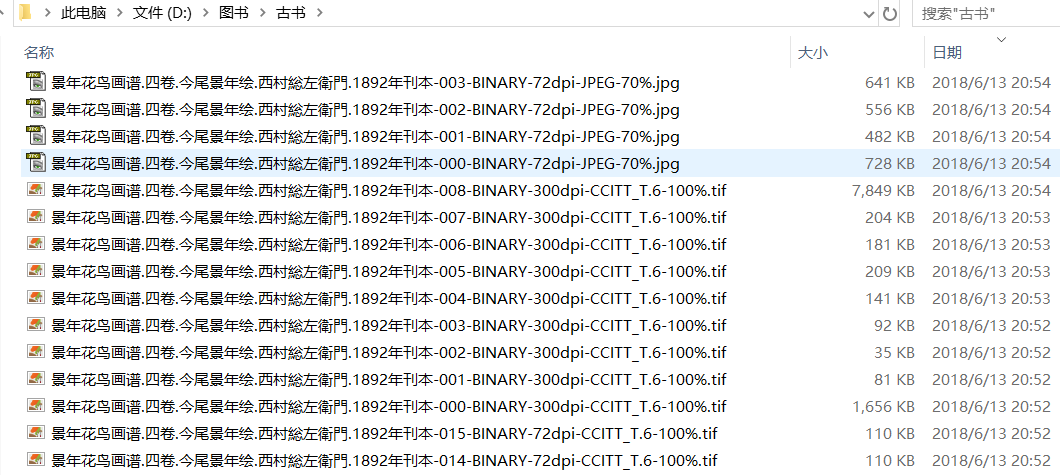 此电脑 文件 (D:) 图书 古书 搜索"古书"
名称 大小 日期
景年花鸟画谱.四卷.今尾景年绘.西村総左衛門.1892年刊本-003-BINARY-72dpi-JPEG-70%.jpg 641 KB 2018/6/13 20:54
景年花鸟画谱.四卷.今尾景年绘.西村総左衛門.1892年刊本-002-BINARY-72dpi-JPEG-70%.jpg 556 KB 2018/6/13 20:54
景年花鸟画谱.四卷.今尾景年绘.西村総左衛門.1892年刊本-001-BINARY-72dpi-JPEG-70%.jpg 482 KB 2018/6/13 20:54
景年花鸟画谱.四卷.今尾景年绘.西村総左衛門.1892年刊本-000-BINARY-72dpi-JPEG-70%.jpg 728 KB 2018/6/13 20:54
景年花鸟画谱.四卷.今尾景年绘.西村総左衛門.1892年刊本-008-BINARY-300dpi-CCITT_T.6-100%.tif 7,849 KB 2018/6/13 20:54
景年花鸟画谱.四卷.今尾景年绘.西村総左衛門.1892年刊本-007-BINARY-300dpi-CCITT_T.6-100%.tif 204 KB 2018/6/13 20:53
景年花鸟画谱.四卷.今尾景年绘.西村総左衛門.1892年刊本-006-BINARY-300dpi-CCITT_T.6-100%.tif 181 KB 2018/6/13 20:53
景年花鸟画谱.四卷.今尾景年绘.西村総左衛門.1892年刊本-005-BINARY-300dpi-CCITT_T.6-100%.tif 209 KB 2018/6/13 20:53
景年花鸟画谱.四卷.今尾景年绘.西村総左衛門.1892年刊本-004-BINARY-300dpi-CCITT_T.6-100%.tif 141 KB 2018/6/13 20:53
景年花鸟画谱.四卷.今尾景年绘.西村総左衛門.1892年刊本-003-BINARY-300dpi-CCITT_T.6-100%.tif 92 KB 2018/6/13 20:52
景年花鸟画谱.四卷.今尾景年绘.西村総左衛門.1892年刊本-002-BINARY-300dpi-CCITT_T.6-100%.tif 35 KB 2018/6/13 20:52
景年花鸟画谱.四卷.今尾景年绘.西村総左衛門.1892年刊本-001-BINARY-300dpi-CCITT_T.6-100%.tif 81 KB 2018/6/13 20:52
景年花鸟画谱.四卷.今尾景年绘.西村総左衛門.1892年刊本-000-BINARY-300dpi-CCITT_T.6-100%.tif 1,656 KB 2018/6/13 20:52
景年花鸟画谱.四卷.今尾景年绘.西村総左衛門.1892年刊本-015-BINARY-72dpi-CCITT_T.6-100%.tif 110 KB 2018/6/13 20:52
景年花鸟画谱.四卷.今尾景年绘.西村総左衛門.1892年刊本-014-BINARY-72dpi-CCITT_T.6-100%.tif 110 KB 2018/6/13 20:52